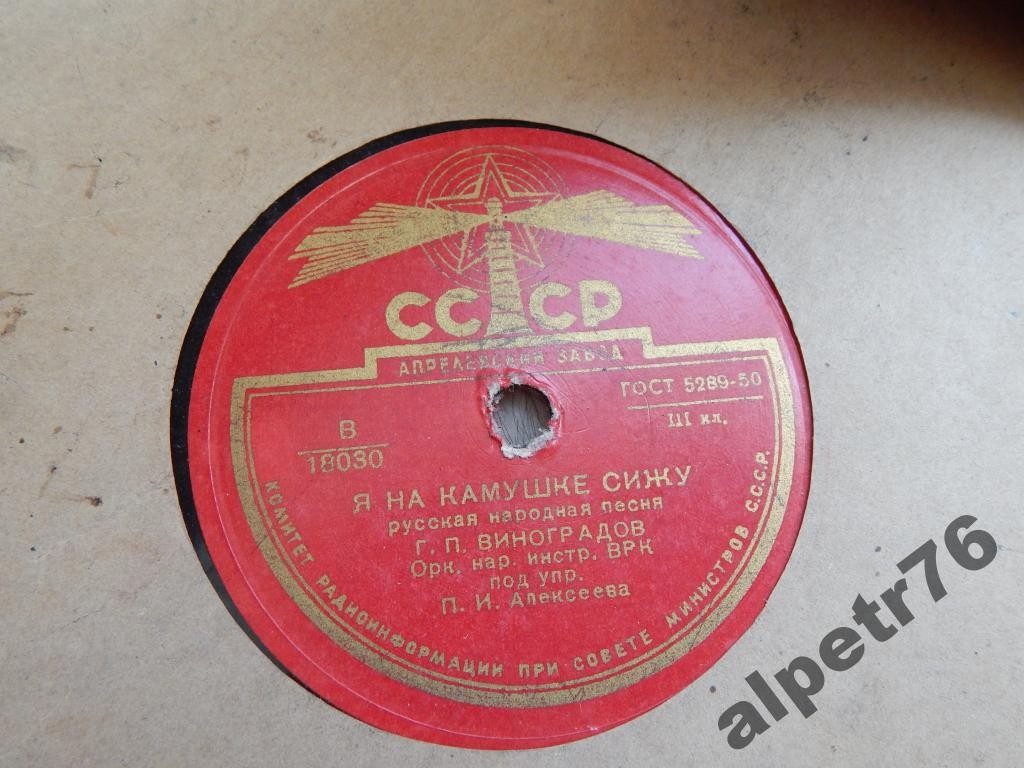 СССР
АПРЕЛЕВСКИЙ ЗАВОД
ГОСТ 5289-50
III кл.
В
18030
Я НА КАМУШКЕ СИЖУ
русская народная песня
Г. П. ВИНОГРАДОВ
Орк. нар. инстр. ВРК
под упр.
П. И. Алексеева
КОМИТЕТ РАДИОИНФОРМАЦИИ ПРИ СОВЕТЕ МИНИСТРОВ С.С.С.Р.
alpetr76